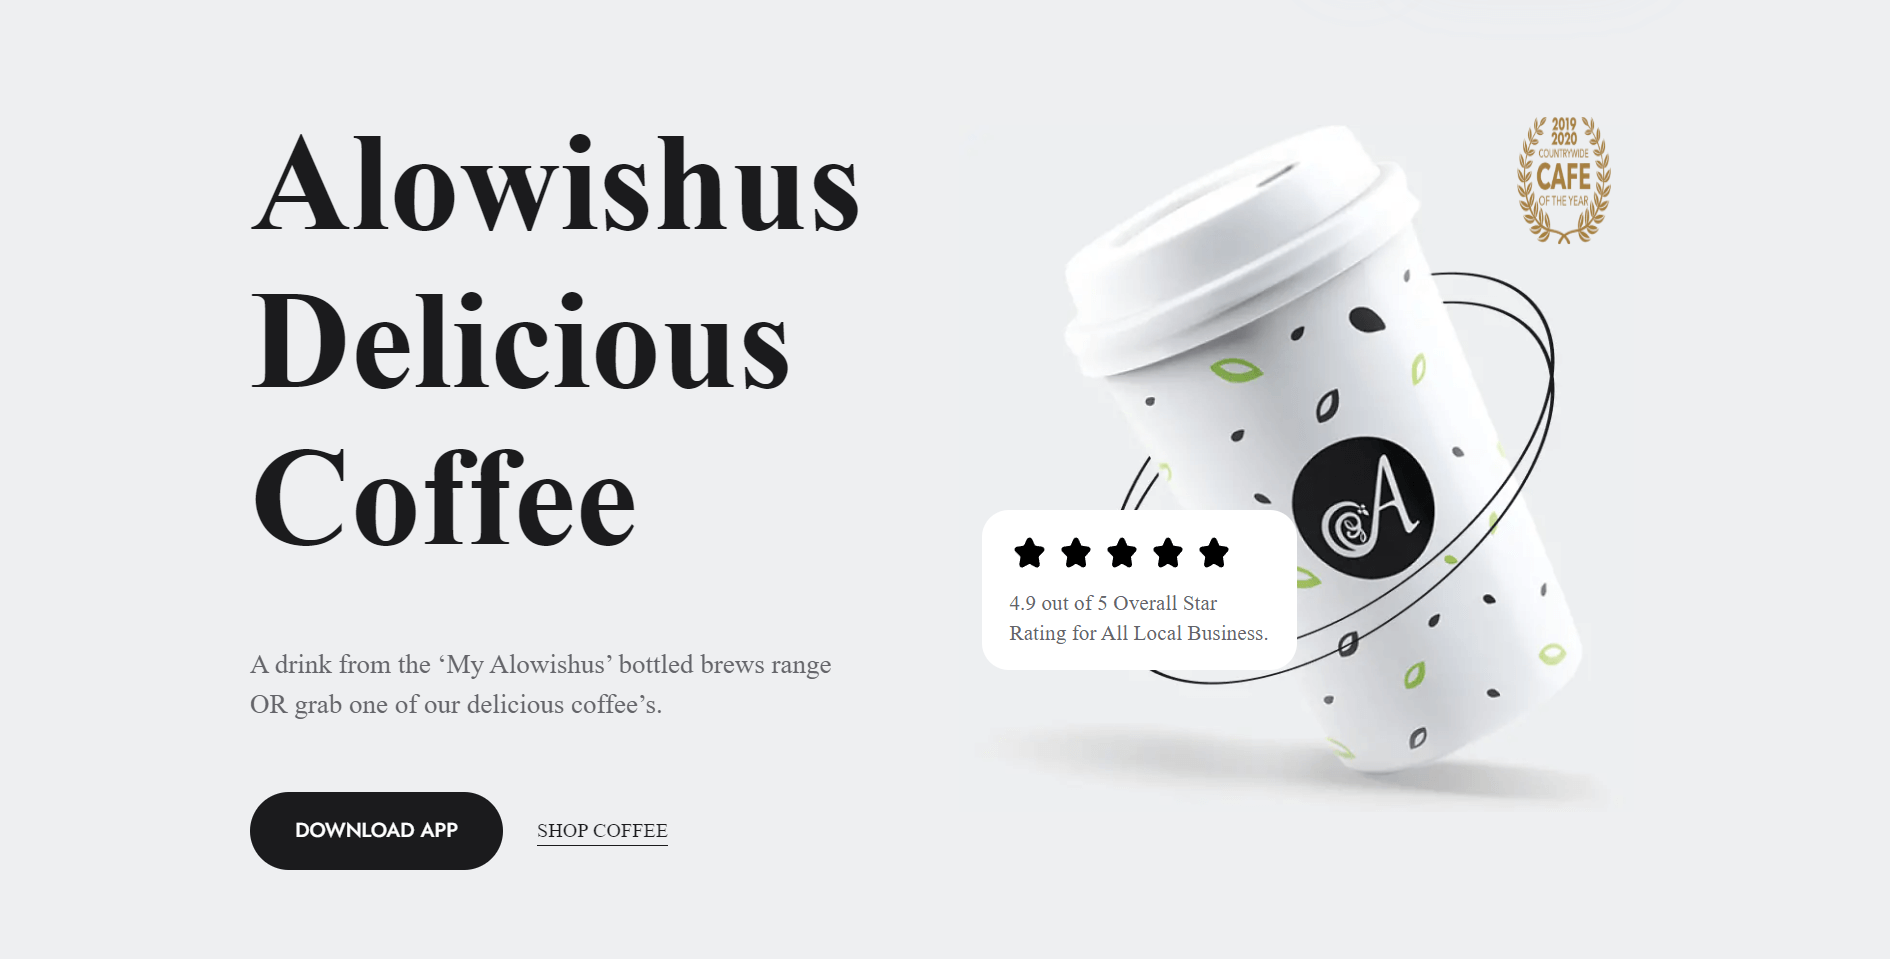 Alowishus
Delicious
Coffee
A drink from the ‘My Alowishus’ bottled brews range
OR grab one of our delicious coffee’s.
DOWNLOAD APP
SHOP COFFEE
2019
2020
COUNTRYWIDE
CAFE
OF THE YEAR
A
4.9 out of 5 Overall Star
Rating for All Local Business.